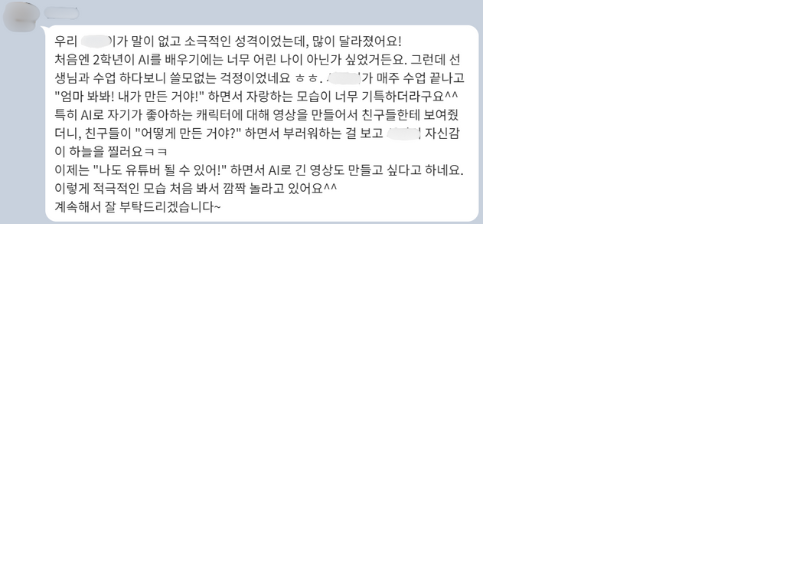 우리 이가 말이 없고 소극적인 성격이었는데, 많이 달라졌어요!
처음엔 2학년이 AI를 배우기에는 너무 어린 나이 아닌가 싶었거든요. 그런데 선
생님과 수업 하다보니 쓸모없는 걱정이었네요 ㅎㅎ. 가 매주 수업 끝나고
"엄마 봐봐! 내가 만든 거야!" 하면서 자랑하는 모습이 너무 기특하더라구요^^
특히 AI로 자기가 좋아하는 캐릭터에 대해 영상을 만들어서 친구들한테 보여줬
더니, 친구들이 "어떻게 만든 거야?" 하면서 부러워하는 걸 보고 자신감
이 하늘을 찔러요ㅋㅋ
이제는 "나도 유튜버 될 수 있어!" 하면서 AI로 긴 영상도 만들고 싶다고 하네요.
이렇게 적극적인 모습 처음 봐서 깜짝 놀라고 있어요^^
계속해서 잘 부탁드리겠습니다~